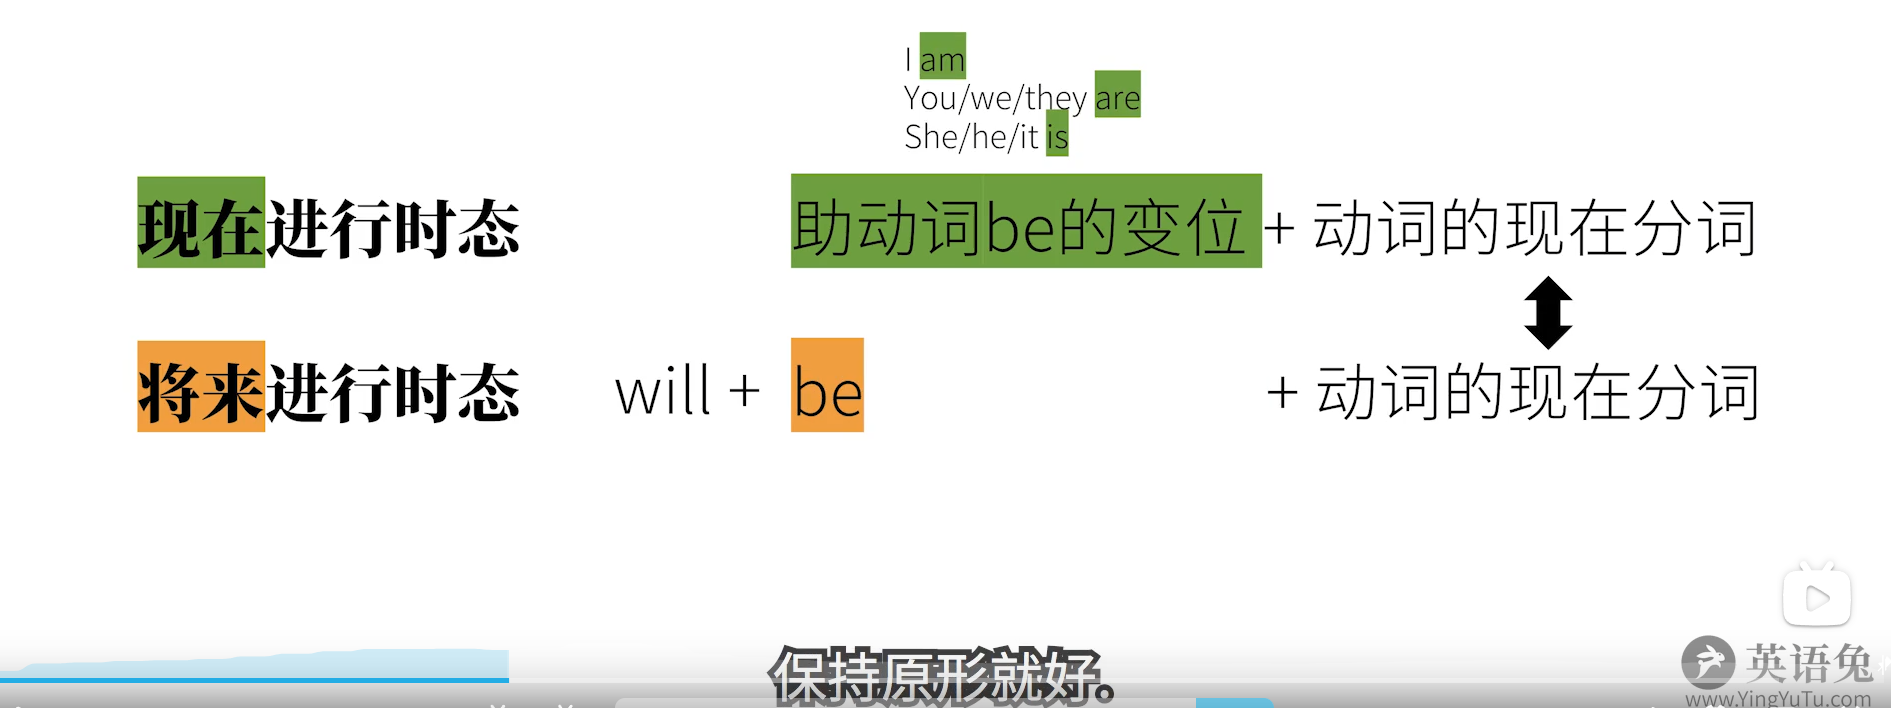 I am
You/we/they are
She/he/it is
现在进行时态 助动词be的变位 + 动词的现在分词
将来进行时态 will + be + 动词的现在分词
保持原形就好。
英语兔
www.YingYuTu.com